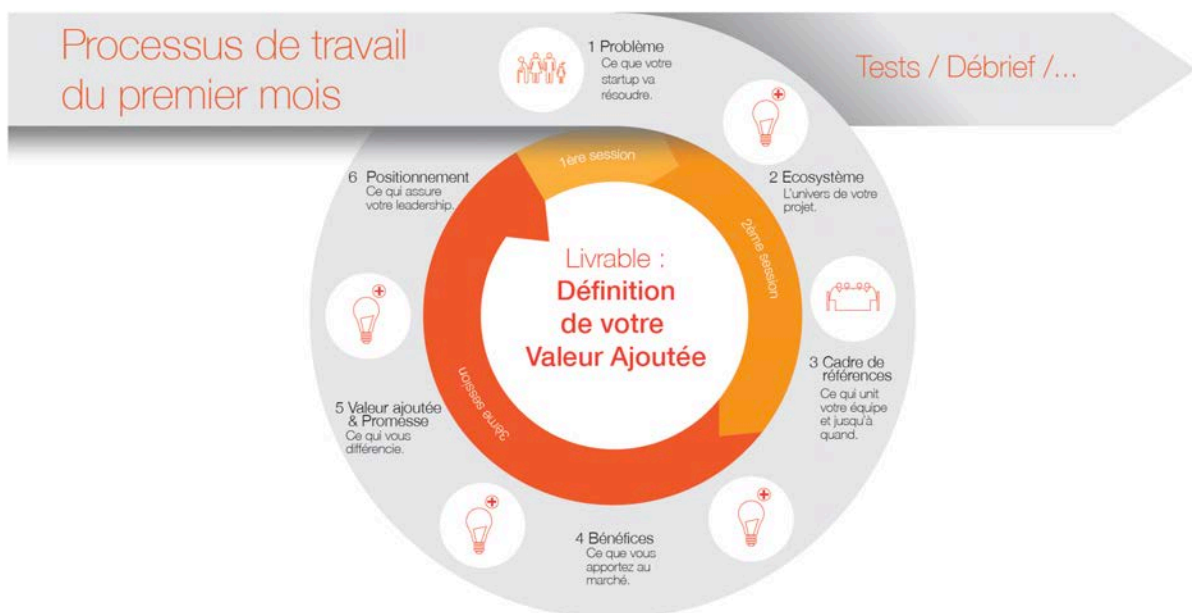 Processus de travail
du premier mois
1 Problème
Ce que votre
startup va
résoudre.
Tests / Débrief /...
2 Ecosystème
L'univers de votre
projet.
3 Cadre de
références
Ce qui unit
votre équipe
et jusqu'à
quand.
4 Bénéfices
Ce que vous
apportez au
marché.
5 Valeur ajoutée
& Promesse
Ce qui vous
différencie.
6 Positionnement
Ce qui assure
votre leadership.
1ère session
2ème session
3ème session
Livrable :
Définition
de votre
Valeur Ajoutée